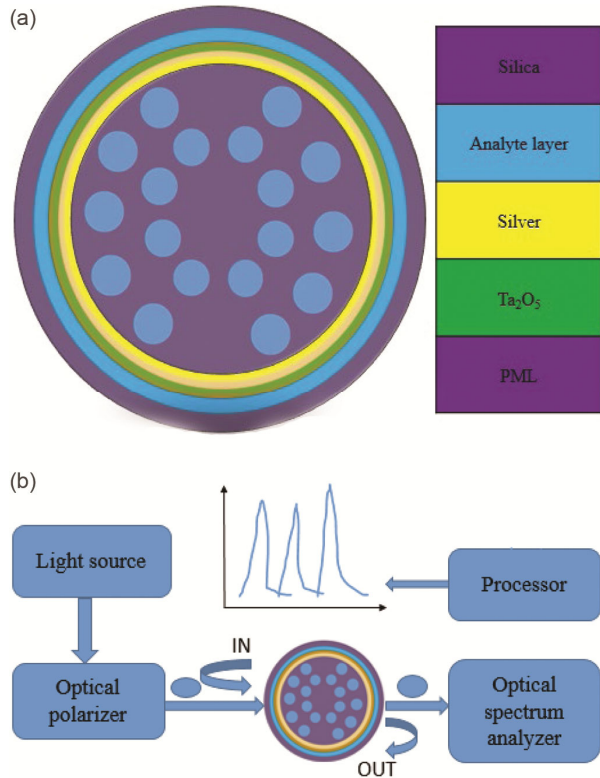 (a)
Silica
Analyte layer
Silver
Ta₂O₅
PML
(b)
Light source
Processor
IN
Optical
polarizer
Optical
spectrum
analyzer
OUT